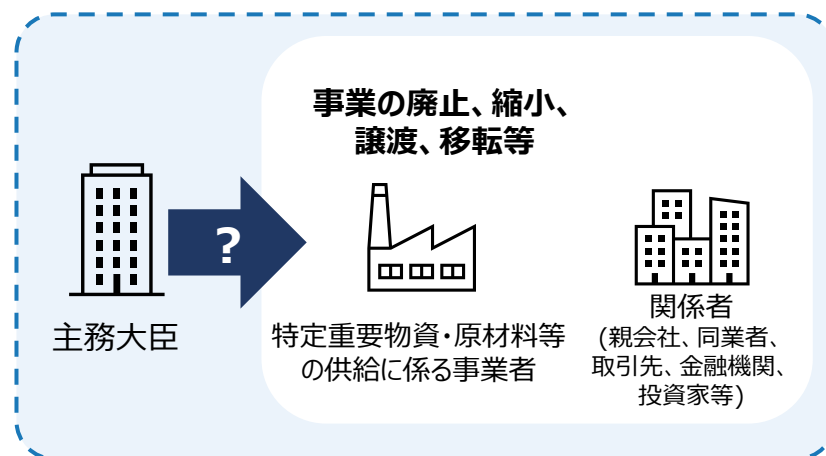 事業の廃止、縮小、
譲渡、移転等
?
主務大臣
特定重要物資・原材料等
の供給に係る事業者
関係者
(親会社、同業者、
取引先、金融機関、
投資家等)